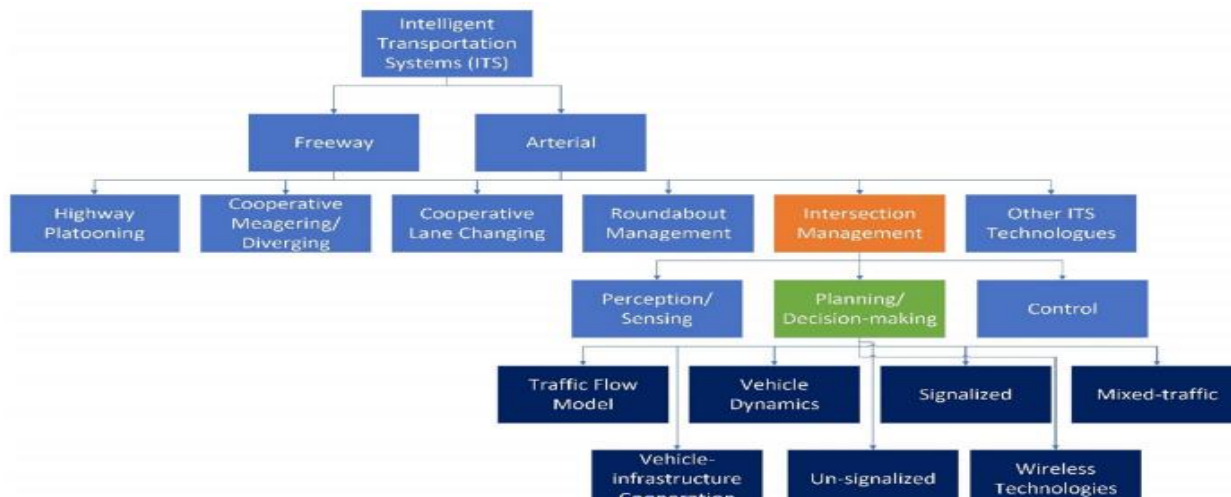 Intelligent
Transportation
Systems (ITS)
Freeway
Arterial
Highway
Platooning
Cooperative
Meagering/
Diverging
Cooperative
Lane Changing
Roundabout
Management
Intersection
Management
Other ITS
Technologues
Perception/
Sensing
Planning/
Decision-making
Control
Traffic Flow
Model
Vehicle
Dynamics
Signalized
Mixed-traffic
Vehicle-
infrastructure
Cooperation
Un-signalized
Wireless
Technologies